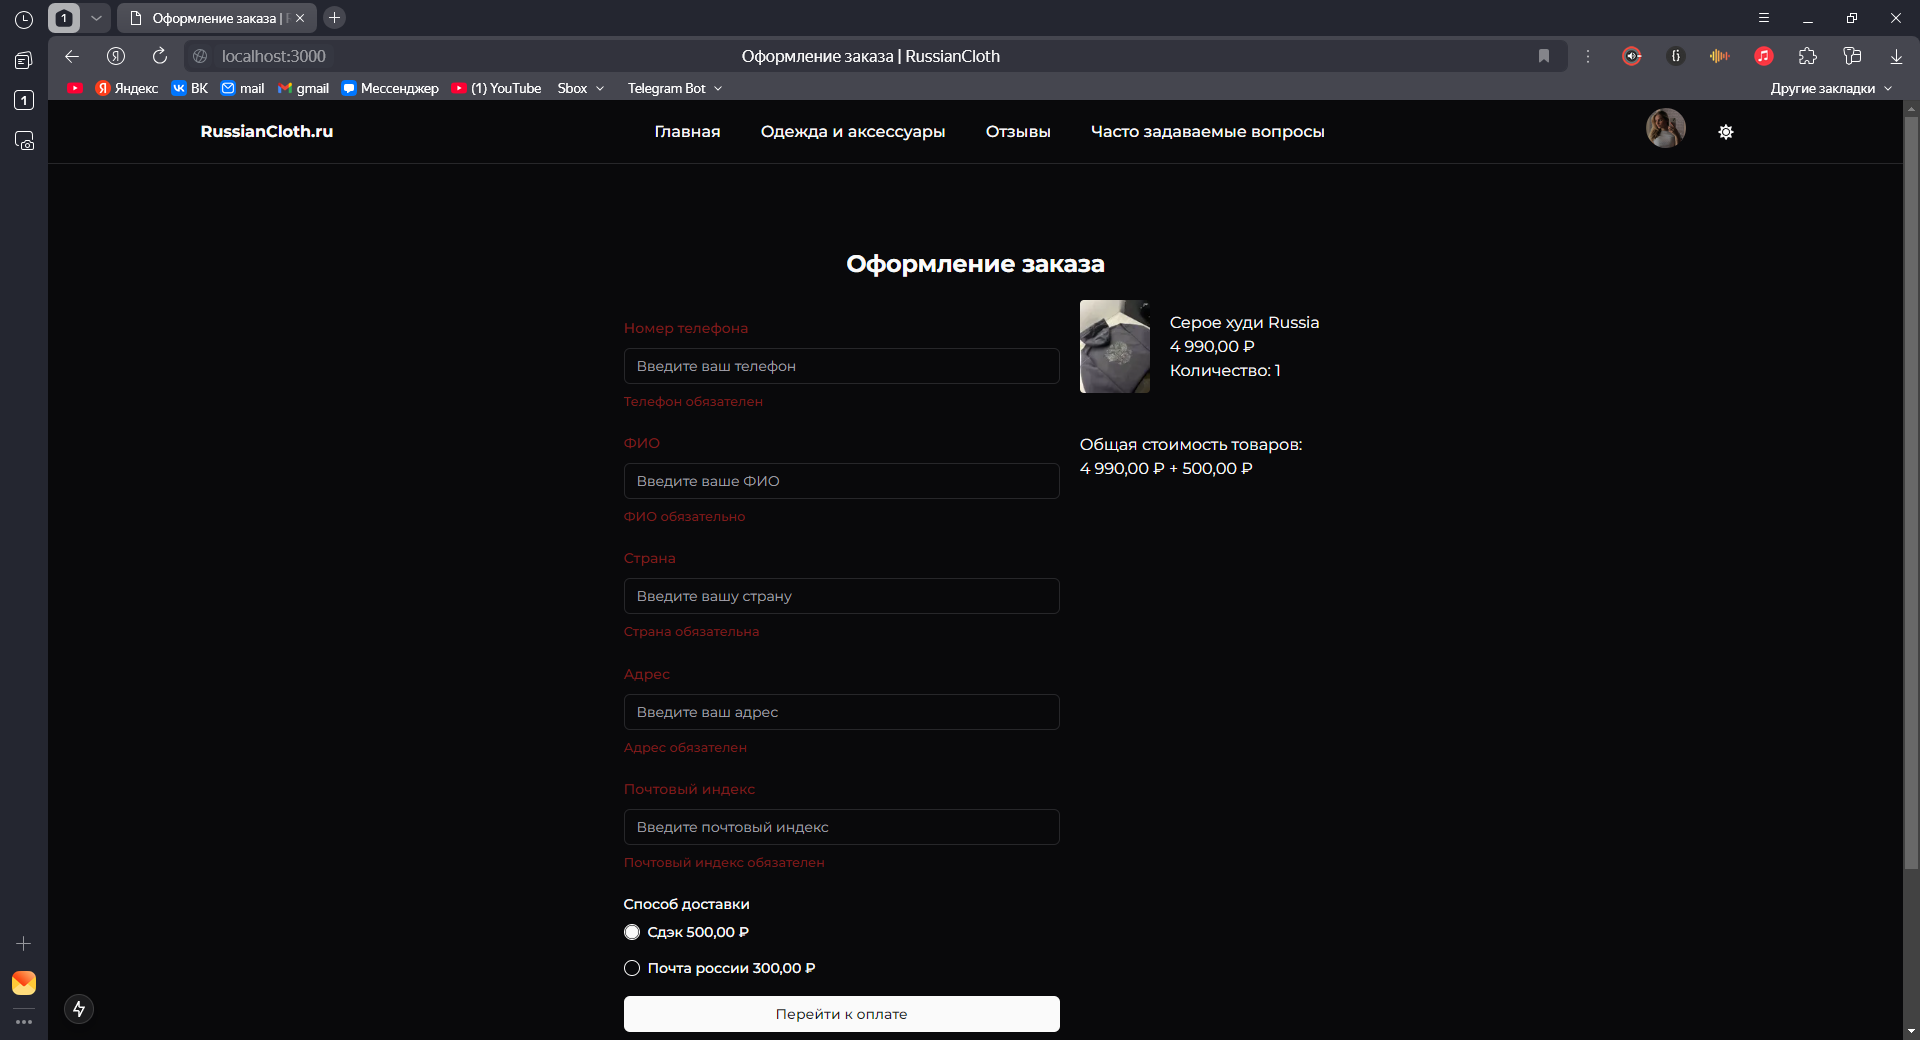 1
Оформление заказа |
localhost:3000
Оформление заказа | RussianCloth
Яндекс
ВК
mail
gmail
Мессенджер
(1) YouTube
Sbox
Telegram Bot
Другие закладки
1
RussianCloth.ru
Главная
Одежда и аксессуары
Отзывы
Часто задаваемые вопросы
Оформление заказа
Номер телефона
Введите ваш телефон
Телефон обязателен
ФИО
Введите ваше ФИО
ФИО обязательно
Страна
Введите вашу страну
Страна обязательна
Адрес
Введите ваш адрес
Адрес обязателен
Почтовый индекс
Введите почтовый индекс
Почтовый индекс обязателен
Способ доставки
Сдэк 500,00 ₽
Почта россии 300,00 ₽
Перейти к оплате
Серое худи Russia
4 990,00 ₽
Количество: 1
Общая стоимость товаров:
4 990,00 ₽ + 500,00 ₽